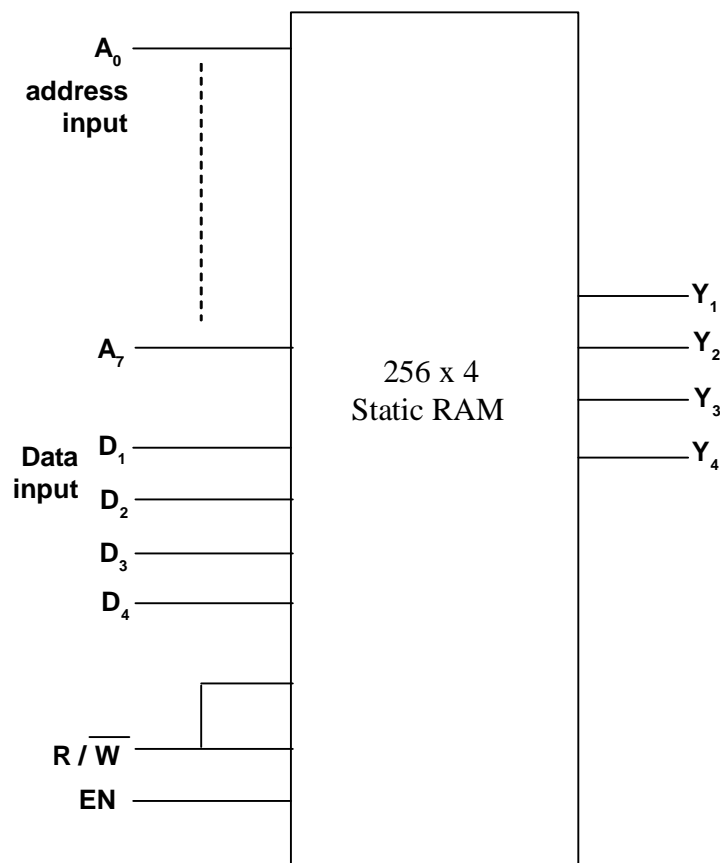 A₀
address
input
A₇
Data
input
D₁
D₂
D₃
D₄
R / W̅
EN
256 x 4
Static RAM
Y₁
Y₂
Y₃
Y₄